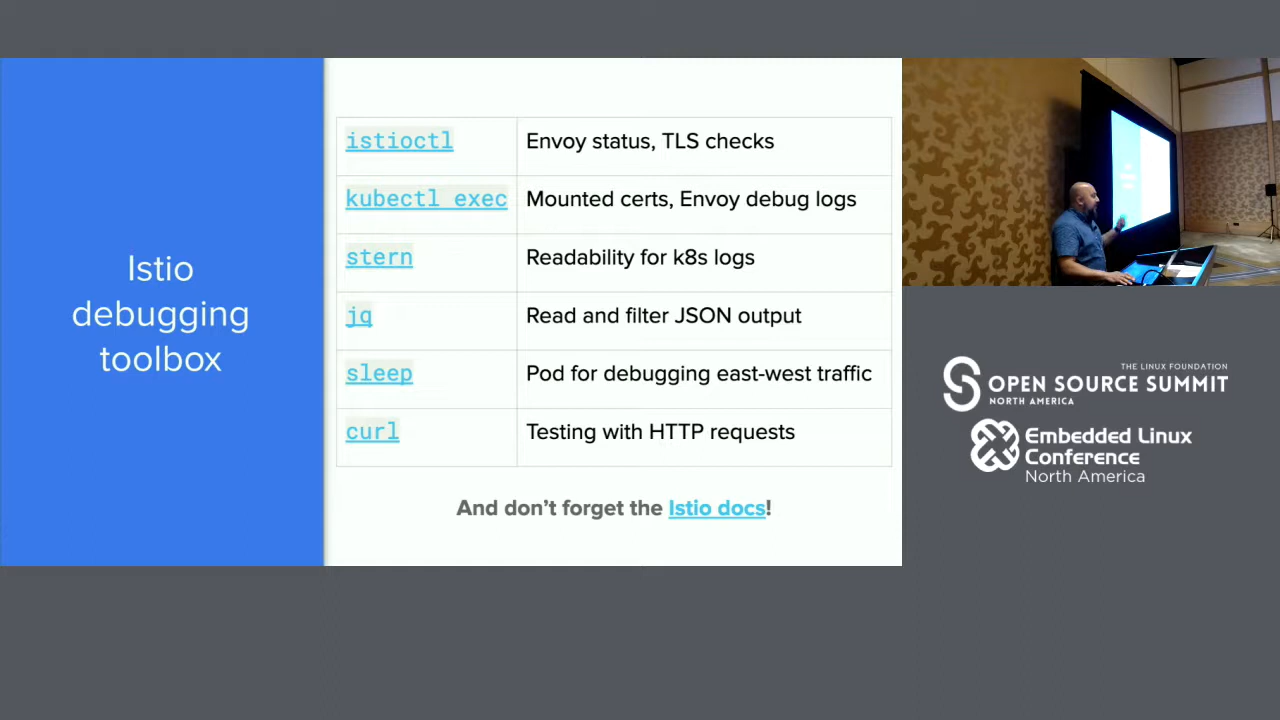 Istio
debugging
toolbox
istioctl
Envoy status, TLS checks
kubectl exec
Mounted certs, Envoy debug logs
stern
Readability for k8s logs
jq
Read and filter JSON output
sleep
Pod for debugging east-west traffic
curl
Testing with HTTP requests
And don't forget the Istio docs!
THE LINUX FOUNDATION
OPEN SOURCE SUMMIT
NORTH AMERICA
Embedded Linux
Conference
North America